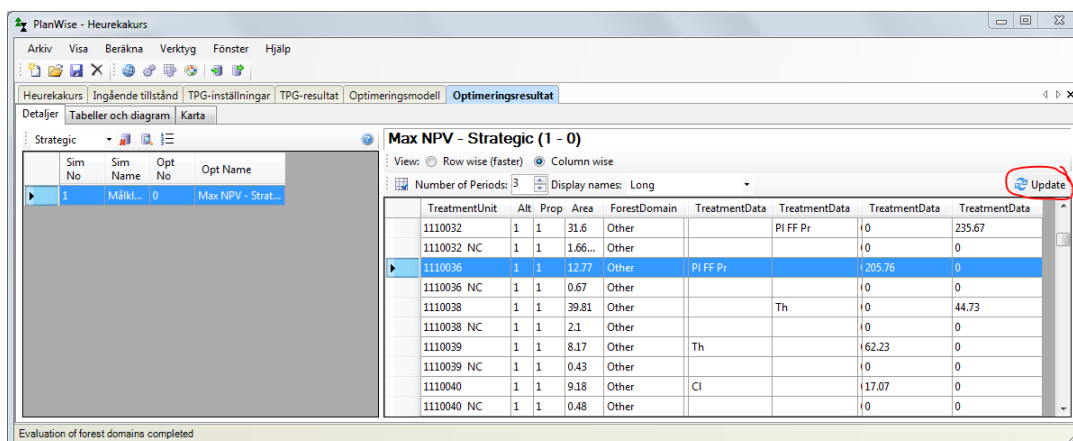 PlanWise - Heurekakurs
Arkiv Visa Beräkna Verktyg Fönster Hjälp
Heurekakurs Ingående tillstånd TPG-inställningar TPG-resultat Optimeringsmodell Optimeringsresultat
Detaljer Tabeller och diagram Karta
Strategic
Sim No Sim Name Opt No Opt Name
1 Målkl... 0 Max NPV - Strat...
Max NPV - Strategic (1 - 0)
View: Row wise (faster) Column wise
Number of Periods: 3 Display names: Long Update
TreatmentUnit Alt Prop Area ForestDomain TreatmentData TreatmentData TreatmentData TreatmentData
1110032 1 1 31.6 Other PI FF Pr 0 235.67
1110032 NC 1 1 1.66... Other 0 0
1110036 1 1 12.77 Other PI FF Pr 205.76 0
1110036 NC 1 1 0.67 Other 0 0
1110038 1 1 39.81 Other Th 0 44.73
1110038 NC 1 1 2.1 Other 0 0
1110039 1 1 8.17 Other Th 62.23 0
1110039 NC 1 1 0.43 Other 0 0
1110040 1 1 9.18 Other Cl 17.07 0
1110040 NC 1 1 0.48 Other 0 0
Evaluation of forest domains completed